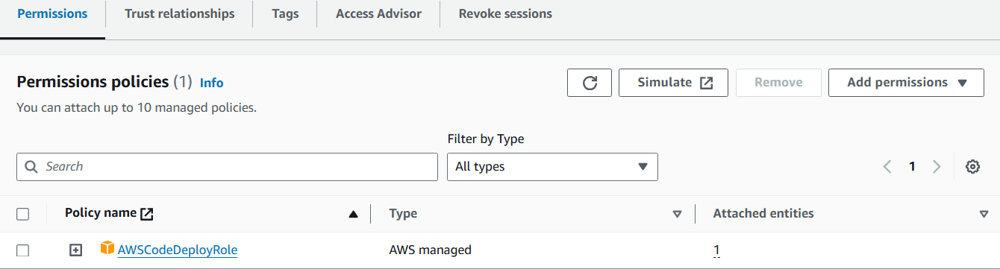 Permissions Trust relationships Tags Access Advisor Revoke sessions
Permissions policies (1) Info
Simulate Remove Add permissions
You can attach up to 10 managed policies.
Filter by Type
Search All types 1
Policy name Type Attached entities
AWSCodeDeployRole AWS managed 1